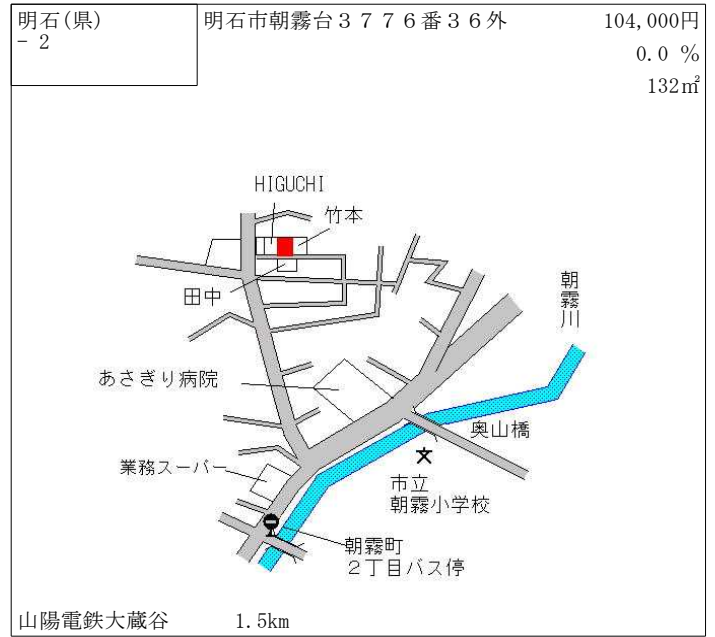 明石(県)
- 2
明石市朝霧台３７７６番３６外
104,000円
0.0 %
132㎡
HIGUCHI
竹本
田中
朝霧川
あさぎり病院
奥山橋
業務スーパー
市立
朝霧小学校
朝霧町
２丁目バス停
山陽電鉄大蔵谷 1.5km